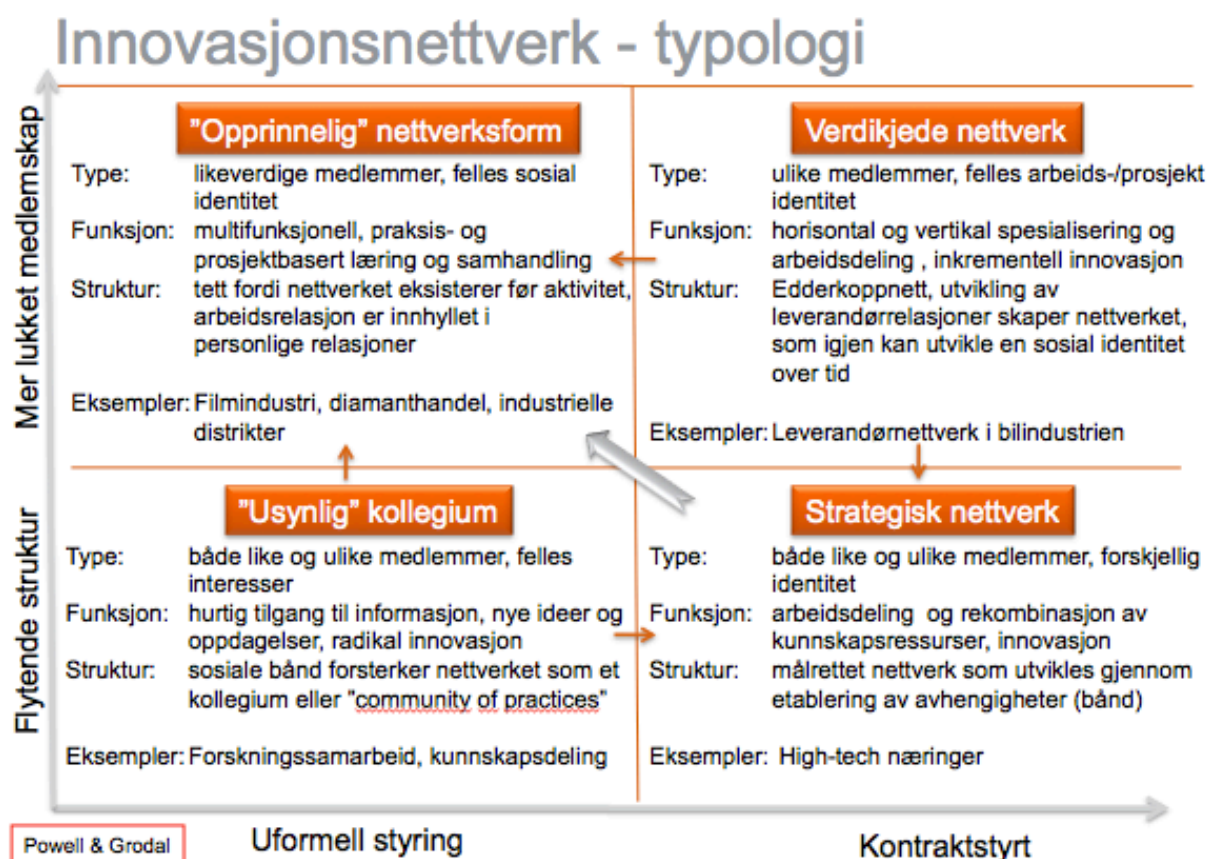 Innovasjonsnettverk - typologi
Mer lukket medlemskap
"Opprinnelig" nettverksform
Type: likeverdige medlemmer, felles sosial
identitet
Funksjon: multifunksjonell, praksis- og
prosjektbasert læring og samhandling
Struktur: tett fordi nettverket eksisterer før aktivitet,
arbeidsrelasjon er innhyllet i
personlige relasjoner
Eksempler: Filmindustri, diamanthandel, industrielle
distrikter
Verdikjede nettverk
Type: ulike medlemmer, felles arbeids-/prosjekt
identitet
Funksjon: horisontal og vertikal spesialisering og
arbeidsdeling , inkrementell innovasjon
Struktur: Edderkoppnett, utvikling av
leverandørrelasjoner skaper nettverket,
som igjen kan utvikle en sosial identitet
over tid
Eksempler: Leverandørnettverk i bilindustrien
Flytende struktur
"Usynlig" kollegium
Type: både like og ulike medlemmer, felles
interesser
Funksjon: hurtig tilgang til informasjon, nye ideer og
oppdagelser, radikal innovasjon
Struktur: sosiale bånd forsterker nettverket som et
kollegium eller "community of practices"
Eksempler: Forskningssamarbeid, kunnskapsdeling
Strategisk nettverk
Type: både like og ulike medlemmer, forskjellig
identitet
Funksjon: arbeidsdeling og rekombinasjon av
kunnskapsressurser, innovasjon
Struktur: målrettet nettverk som utvikles gjennom
etablering av avhengigheter (bånd)
Eksempler: High-tech næringer
Powell & Grodal
Uformell styring
Kontraktstyrt